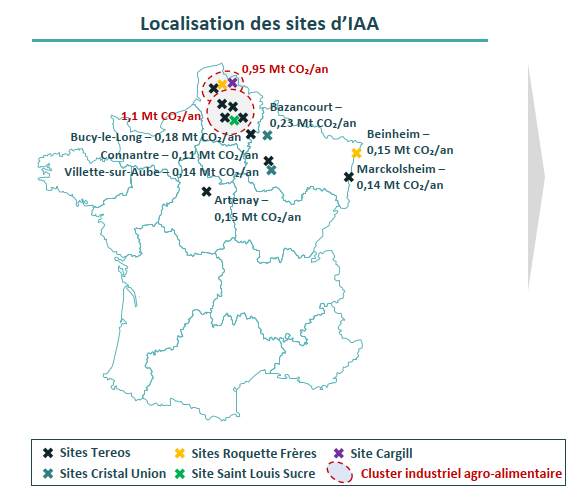 Localisation des sites d'IAA
0,95 Mt CO₂/an
1,1 Mt CO₂/an
Bazancourt –
0,23 Mt CO₂/an
Bucy-le-Long – 0,18 Mt CO₂/an
Beinheim –
0,15 Mt CO₂/an
Connantre – 0,11 Mt CO₂/an
Villette-sur-Aube – 0,14 Mt CO₂/an
Marckolsheim –
0,14 Mt CO₂/an
Artenay –
0,15 Mt CO₂/an
Sites Tereos
Sites Roquette Frères
Site Cargill
Sites Cristal Union
Site Saint Louis Sucre
Cluster industriel agro-alimentaire